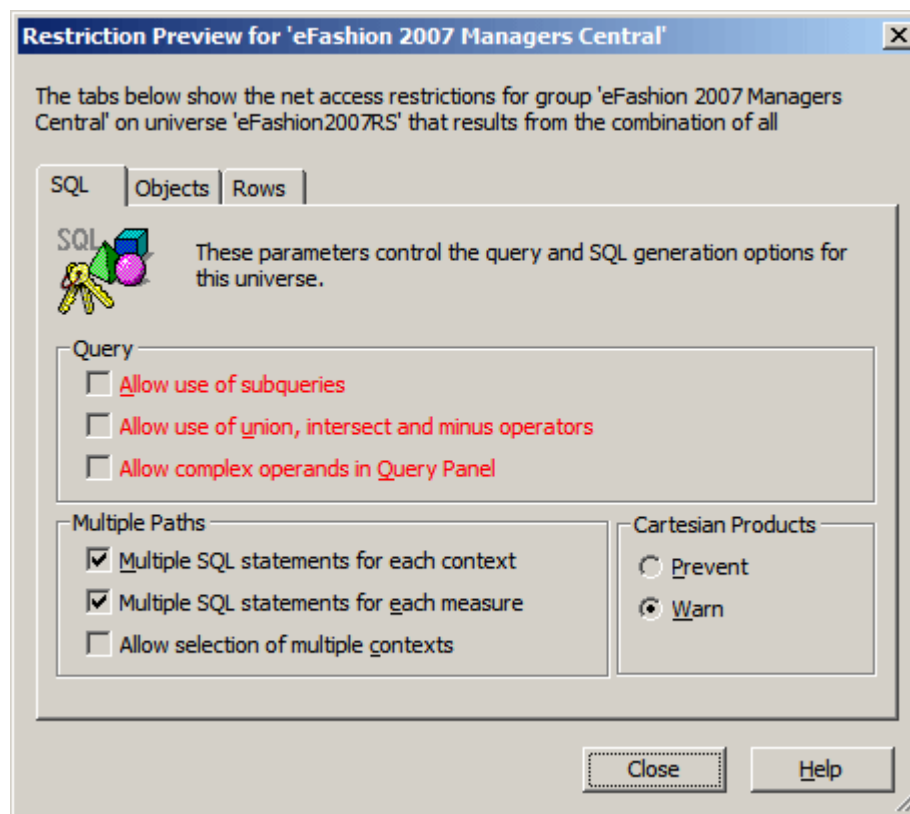 Restriction Preview for 'eFashion 2007 Managers Central'
The tabs below show the net access restrictions for group 'eFashion 2007 Managers
Central' on universe 'eFashion2007RS' that results from the combination of all
SQL Objects Rows
SQL
These parameters control the query and SQL generation options for
this universe.
Query
Allow use of subqueries
Allow use of union, intersect and minus operators
Allow complex operands in Query Panel
Multiple Paths
Multiple SQL statements for each context
Multiple SQL statements for each measure
Allow selection of multiple contexts
Cartesian Products
Prevent
Warn
Close Help